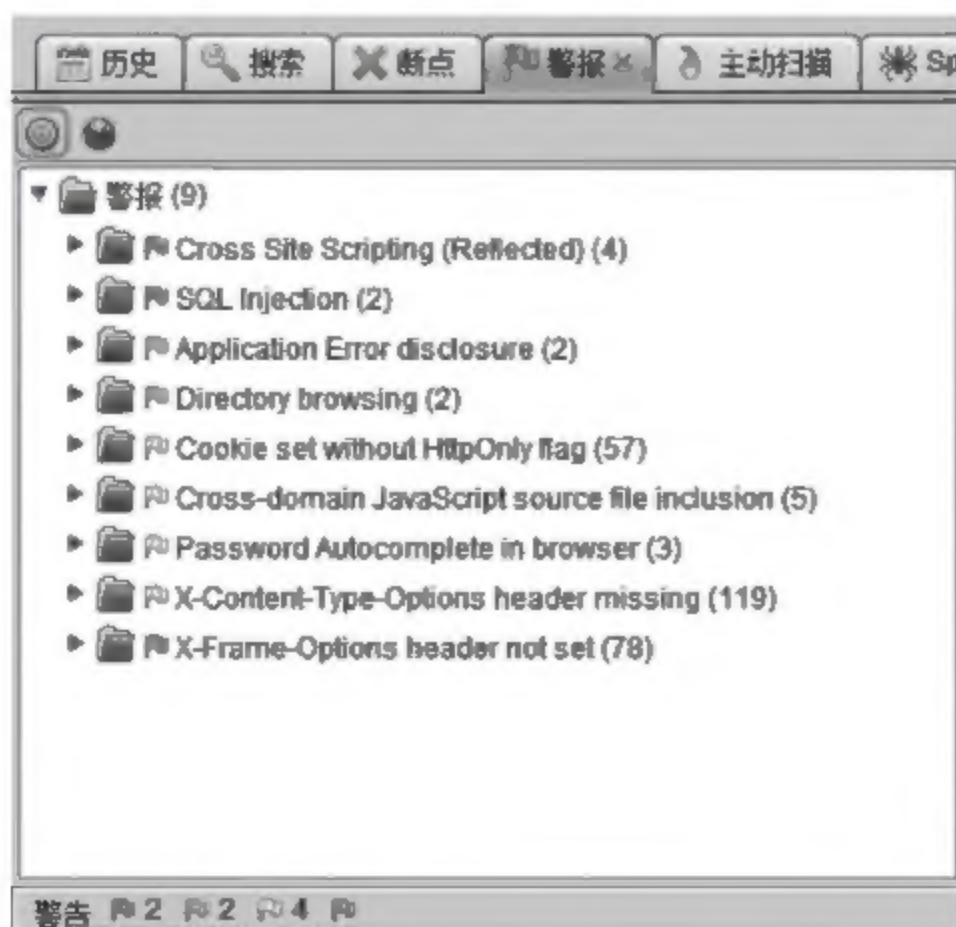 历史 搜索 断点 警报 主动扫描 Sp
警报 (9)
Cross Site Scripting (Reflected) (4)
SQL Injection (2)
Application Error disclosure (2)
Directory browsing (2)
Cookie set without HttpOnly flag (57)
Cross-domain JavaScript source file inclusion (5)
Password Autocomplete in browser (3)
X-Content-Type-Options header missing (119)
X-Frame-Options header not set (78)
警告 2 2 4